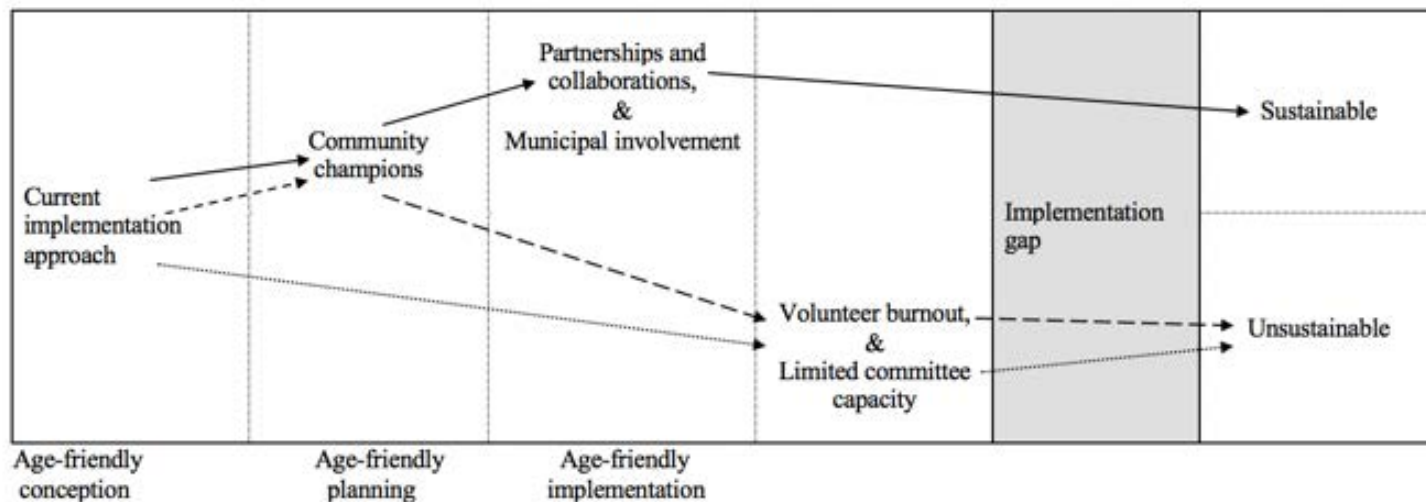 Partnerships and
collaborations,
&
Municipal involvement
Sustainable
Community
champions
Current
implementation
approach
Implementation
gap
Volunteer burnout,
&
Limited committee
capacity
Unsustainable
Age-friendly
conception
Age-friendly
planning
Age-friendly
implementation